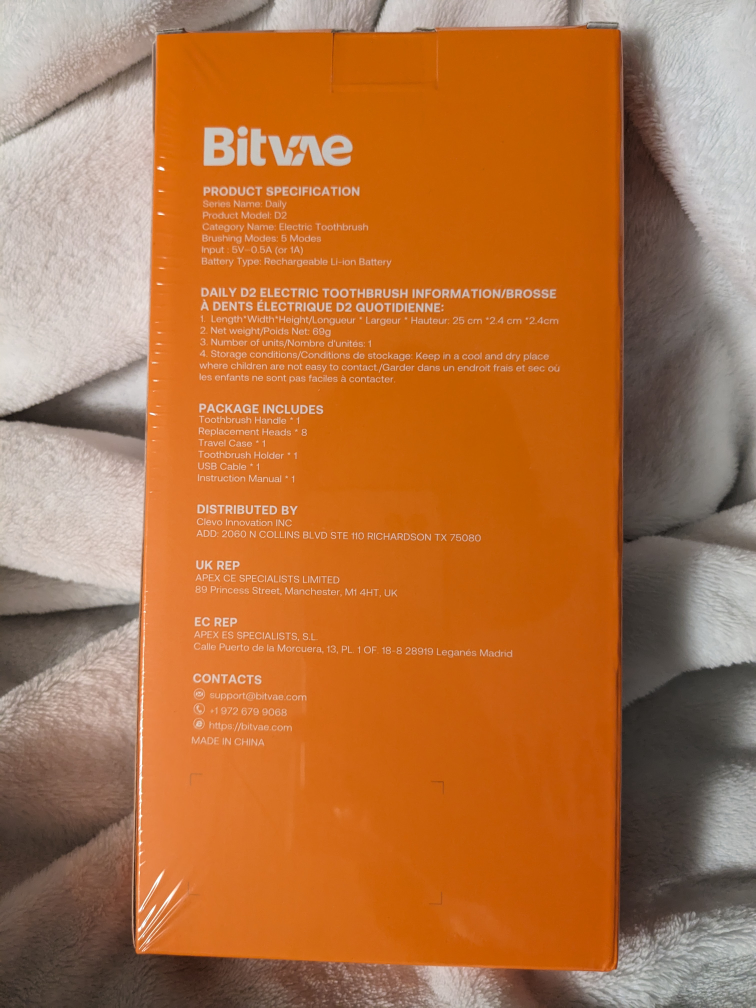 Bitvae
PRODUCT SPECIFICATION
Series Name: Daily
Product Model: D2
Category Name: Electric Toothbrush
Brushing Modes: 5 Modes
Input : 5V⎓0.5A (or 1A)
Battery Type: Rechargeable Li-ion Battery
DAILY D2 ELECTRIC TOOTHBRUSH INFORMATION/BROSSE
À DENTS ÉLECTRIQUE D2 QUOTIDIENNE:
1. Length*Width*Height/Longueur * Largeur * Hauteur: 25 cm *2.4 cm *2.4cm
2. Net weight/Poids Net: 69g
3. Number of units/Nombre d'unités: 1
4. Storage conditions/Conditions de stockage: Keep in a cool and dry place
where children are not easy to contact /Garder dans un endroit frais et sec où
les enfants ne sont pas faciles à contacter.
PACKAGE INCLUDES
Toothbrush Handle * 1
Replacement Heads * 8
Travel Case * 1
Toothbrush Holder * 1
USB Cable * 1
Instruction Manual * 1
DISTRIBUTED BY
Clevo Innovation INC
ADD: 2060 N COLLINS BLVD STE 110 RICHARDSON TX 75080
UK REP
APEX CE SPECIALISTS LIMITED
89 Princess Street, Manchester, M1 4HT, UK
EC REP
APEX ES SPECIALISTS, S.L.
Calle Puerto de la Morcuera, 13, PL. 1 OF. 18-8 28919 Leganés Madrid
CONTACTS
support@bitvae.com
+1 972 679 9068
https://bitvae.com
MADE IN CHINA